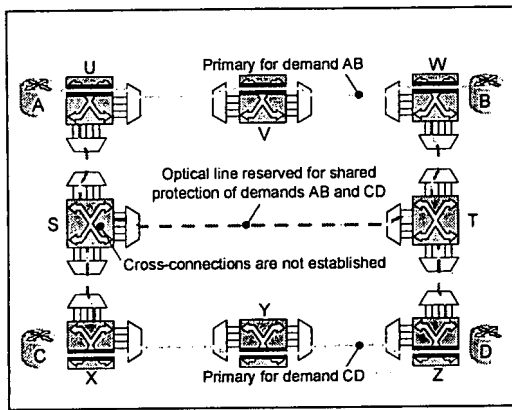 U
Primary for demand AB
W
A
B
V
Optical line reserved for shared
protection of demands AB and CD
S
T
Cross-connections are not established
Y
C
D
X
Primary for demand CD
Z